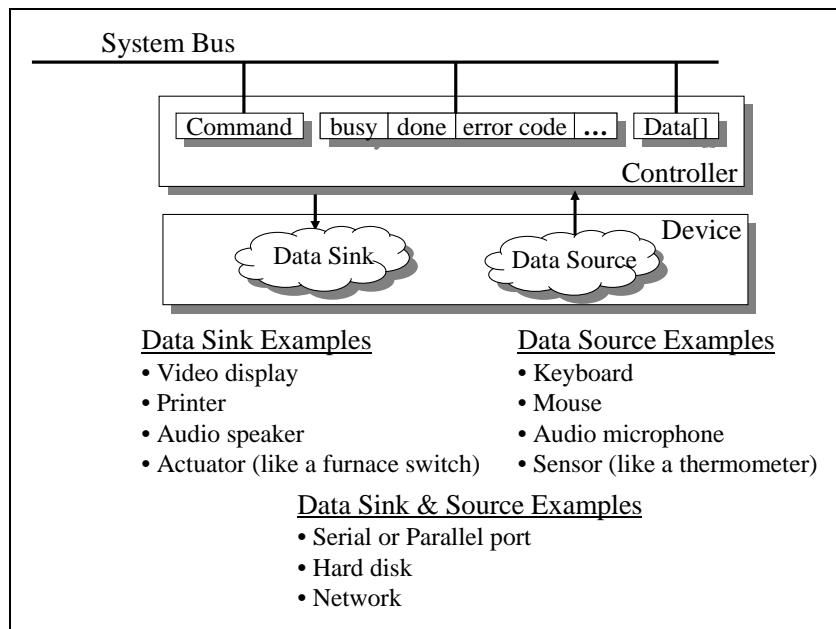 System Bus
Command busy done error code ... Data[]
Controller
Device
Data Sink Data Source
Data Sink Examples
• Video display
• Printer
• Audio speaker
• Actuator (like a furnace switch)
Data Source Examples
• Keyboard
• Mouse
• Audio microphone
• Sensor (like a thermometer)
Data Sink & Source Examples
• Serial or Parallel port
• Hard disk
• Network